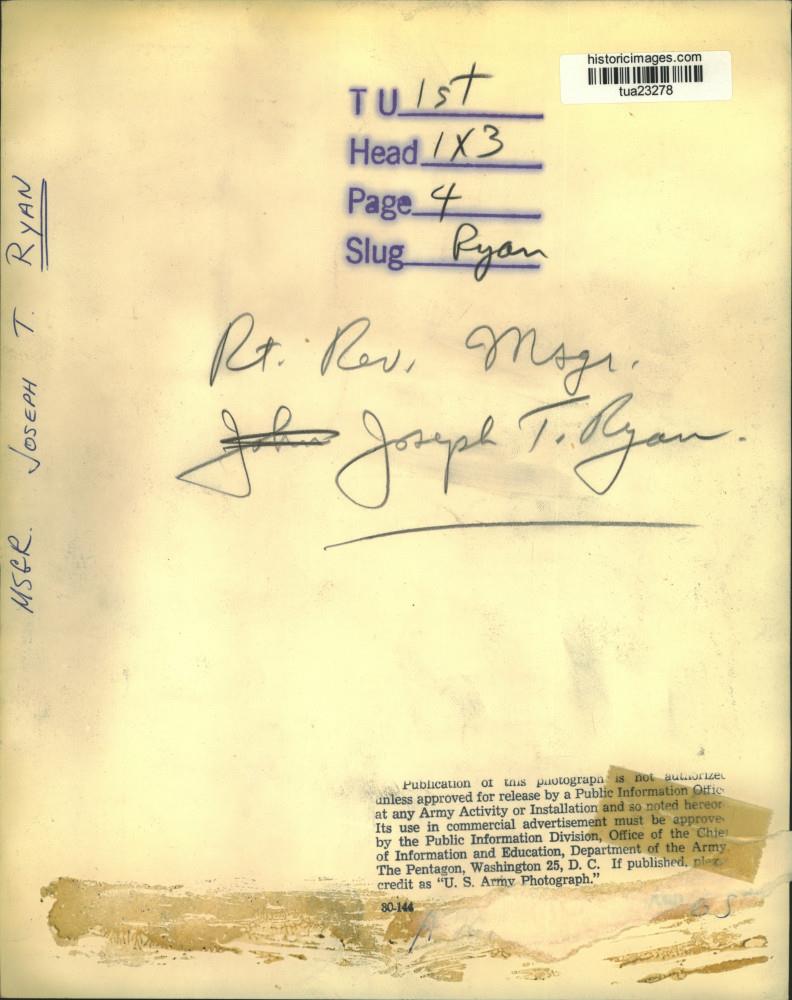 historicimages.com
tua23278
TU 1st
Head 1X3
Page 4
Slug Ryan
MSGR. JOSEPH T. RYAN
Rt. Rev. Msgr.
John Joseph T. Ryan.
Publication of this photograph is not authorized
unless approved for release by a Public Information Offic
at any Army Activity or Installation and so noted hereon
Its use in commercial advertisement must be approve
by the Public Information Division, Office of the Chief
of Information and Education, Department of the Army
The Pentagon, Washington 25, D. C. If published,
credit as "U. S. Army Photograph."
30-144